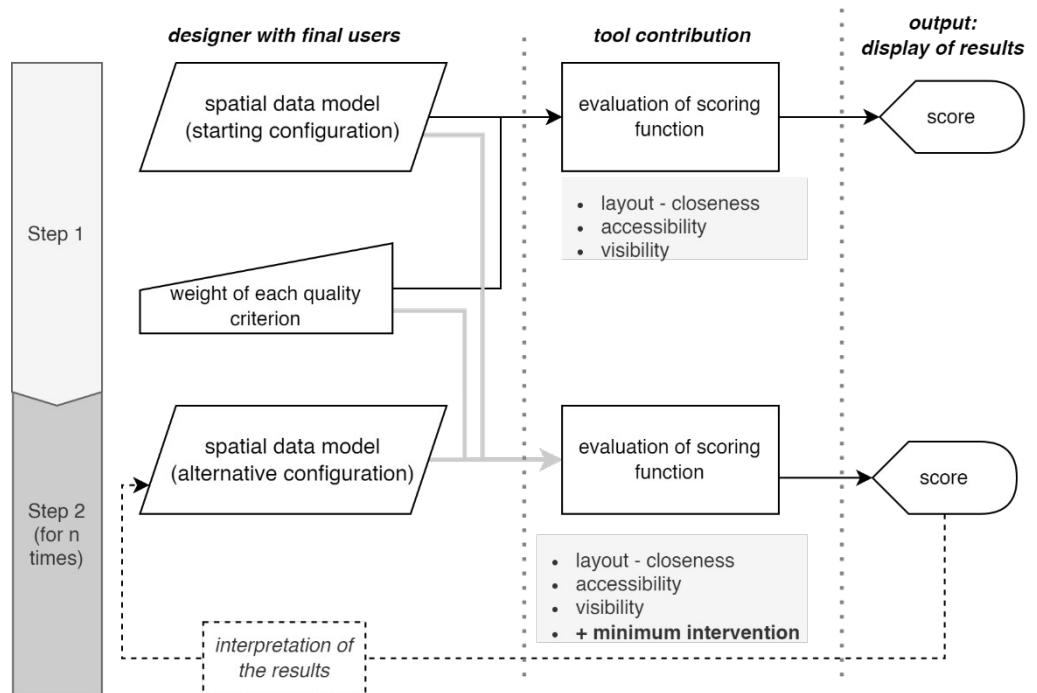 designer with final users
tool contribution
output:
display of results
Step 1
spatial data model
(starting configuration)
evaluation of scoring
function
score
• layout - closeness
• accessibility
• visibility
weight of each quality
criterion
Step 2
(for n
times)
spatial data model
(alternative configuration)
evaluation of scoring
function
score
• layout - closeness
• accessibility
• visibility
• + minimum intervention
interpretation of
the results